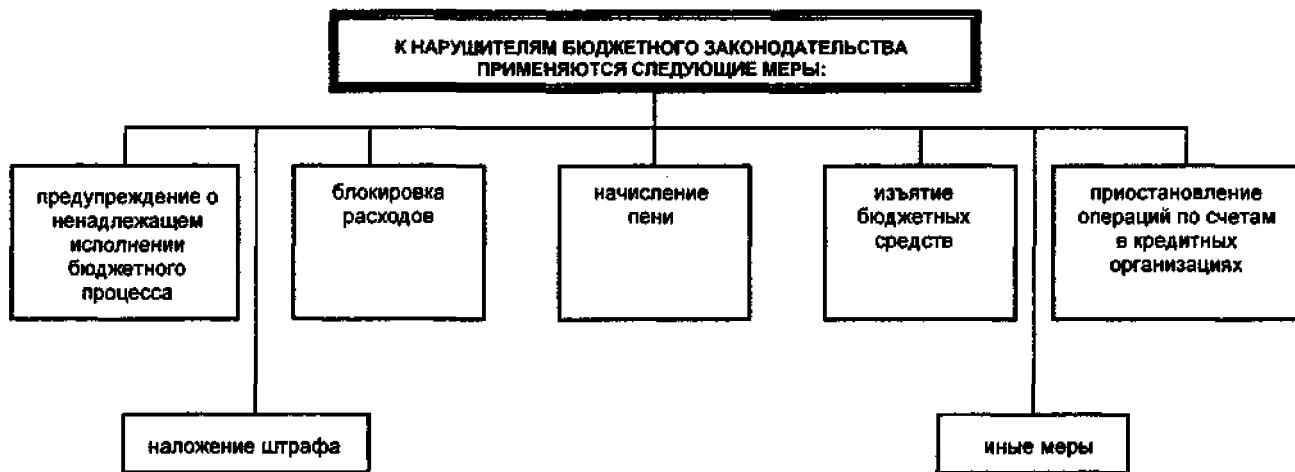 К НАРУШИТЕЛЯМ БЮДЖЕТНОГО ЗАКОНОДАТЕЛЬСТВА
ПРИМЕНЯЮТСЯ СЛЕДУЮЩИЕ МЕРЫ:
предупреждение о
ненадлежащем
исполнении
бюджетного
процесса
блокировка
расходов
начисление
пени
изъятие
бюджетных
средств
приостановление
операций по счетам
в кредитных
организациях
наложение штрафа
иные меры